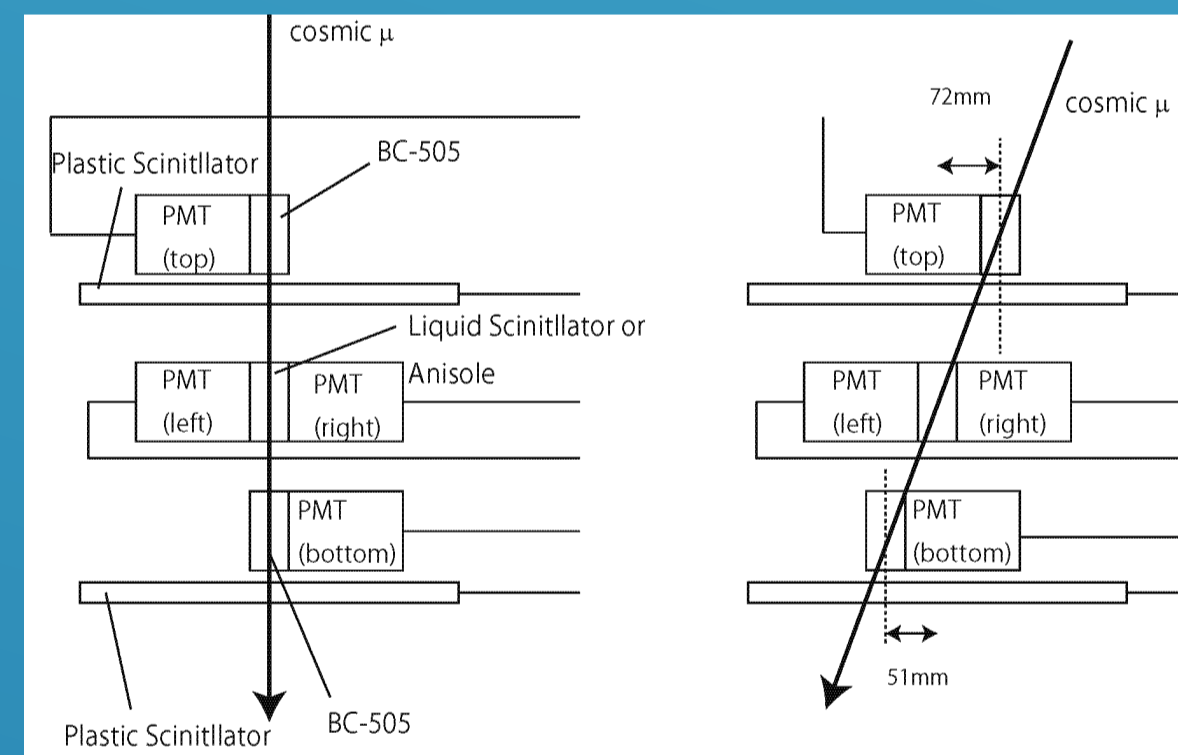 cosmic μ
Plastic Scinitllator
BC-505
PMT
(top)
Liquid Scinitllator or
Anisole
PMT
(left)
PMT
(right)
PMT
(bottom)
Plastic Scinitllator
BC-505
72mm
cosmic μ
PMT
(top)
PMT
(left)
PMT
(right)
PMT
(bottom)
51mm